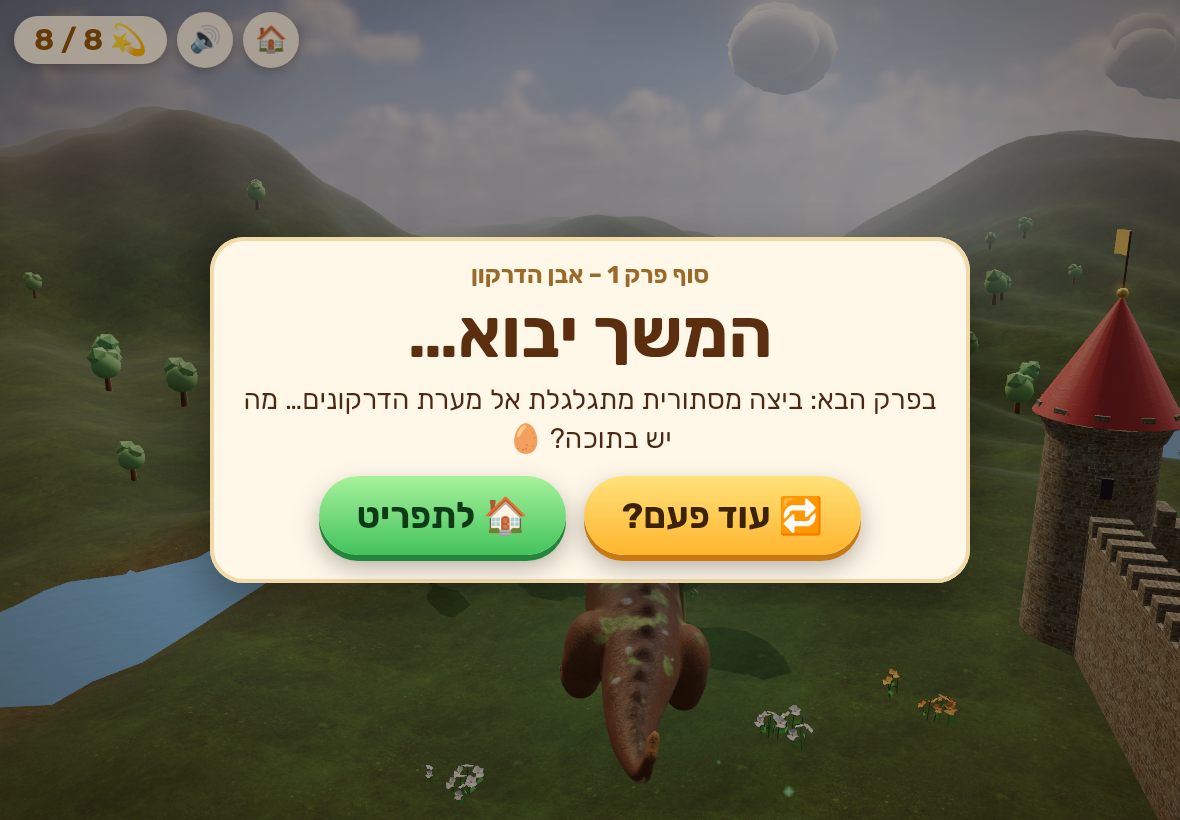 8 / 8
סוף פרק 1 – אבן הדרקון
המשך יבוא...
בפרק הבא: ביצה מסתורית מתגלגלת אל מערת הדרקונים... מה
יש בתוכה? 🥚
🔁 עוד פעם?
🏠 לתפריט